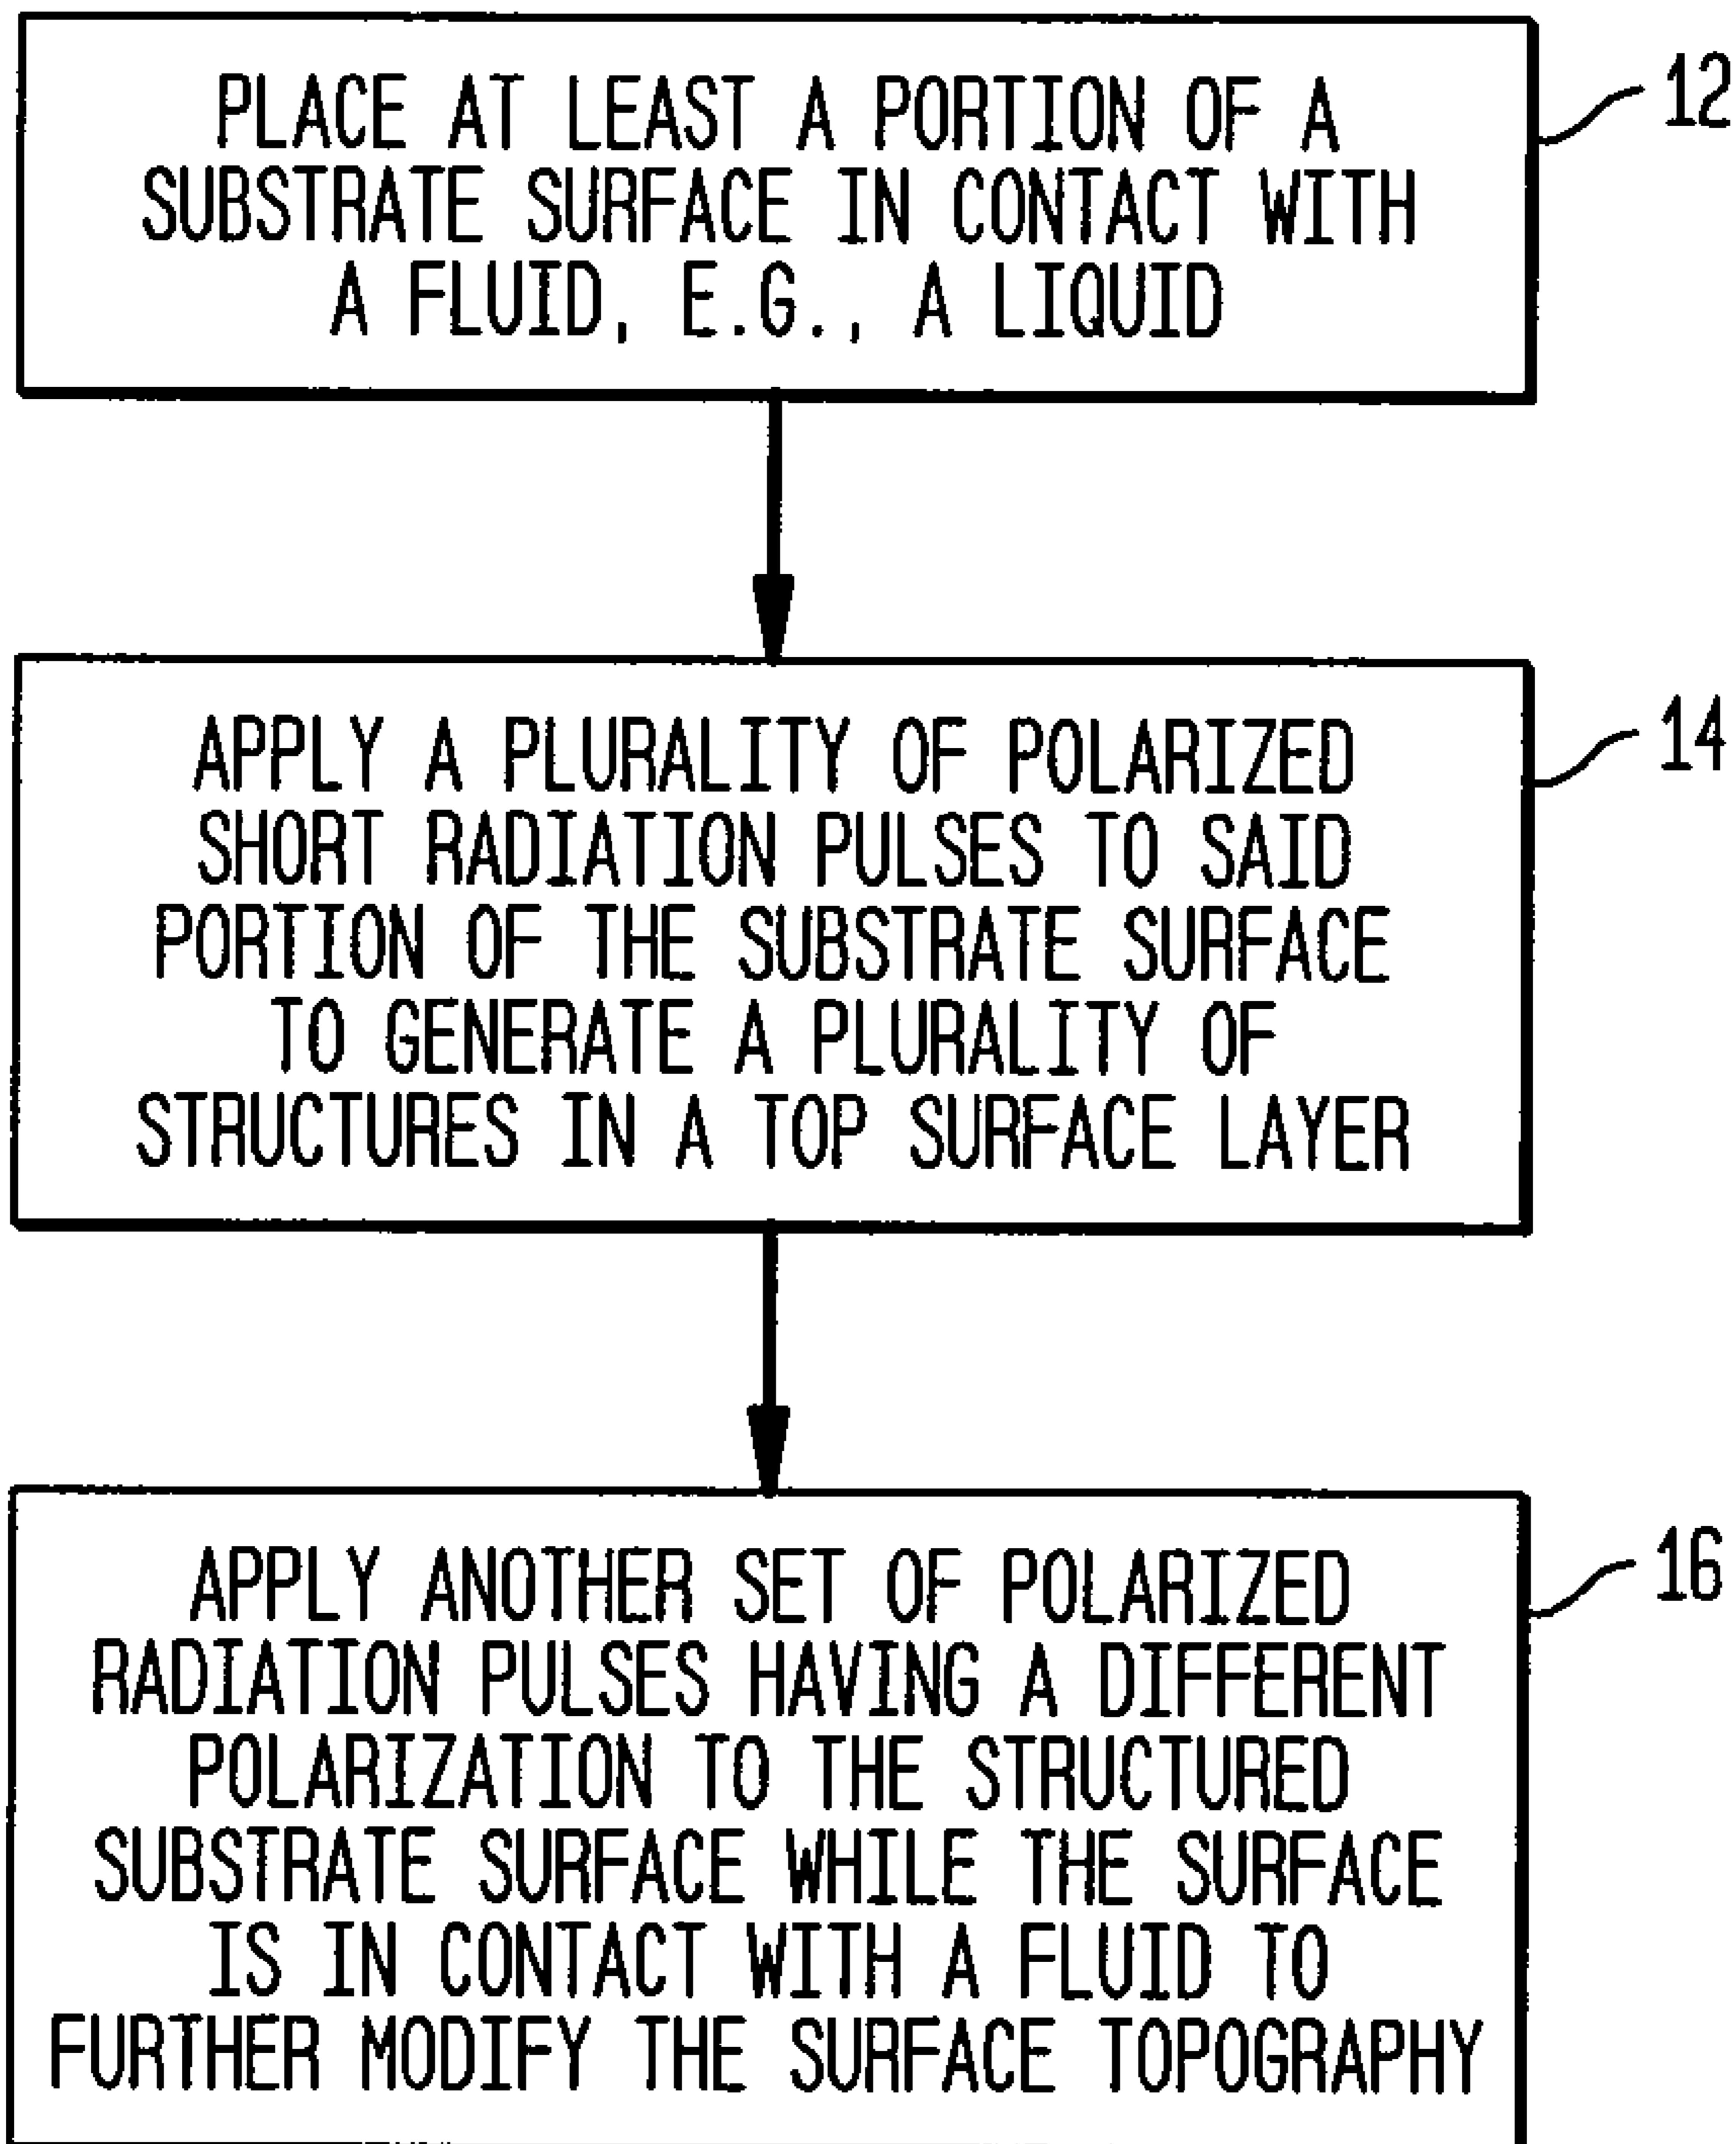 PLACE AT LEAST A PORTION OF A
SUBSTRATE SURFACE IN CONTACT WITH
A FLUID, E.G., A LIQUID
12
APPLY A PLURALITY OF POLARIZED
SHORT RADIATION PULSES TO SAID
PORTION OF THE SUBSTRATE SURFACE
TO GENERATE A PLURALITY OF
STRUCTURES IN A TOP SURFACE LAYER
14
APPLY ANOTHER SET OF POLARIZED
RADIATION PULSES HAVING A DIFFERENT
POLARIZATION TO THE STRUCTURED
SUBSTRATE SURFACE WHILE THE SURFACE
IS IN CONTACT WITH A FLUID TO
FURTHER MODIFY THE SURFACE TOPOGRAPHY
16